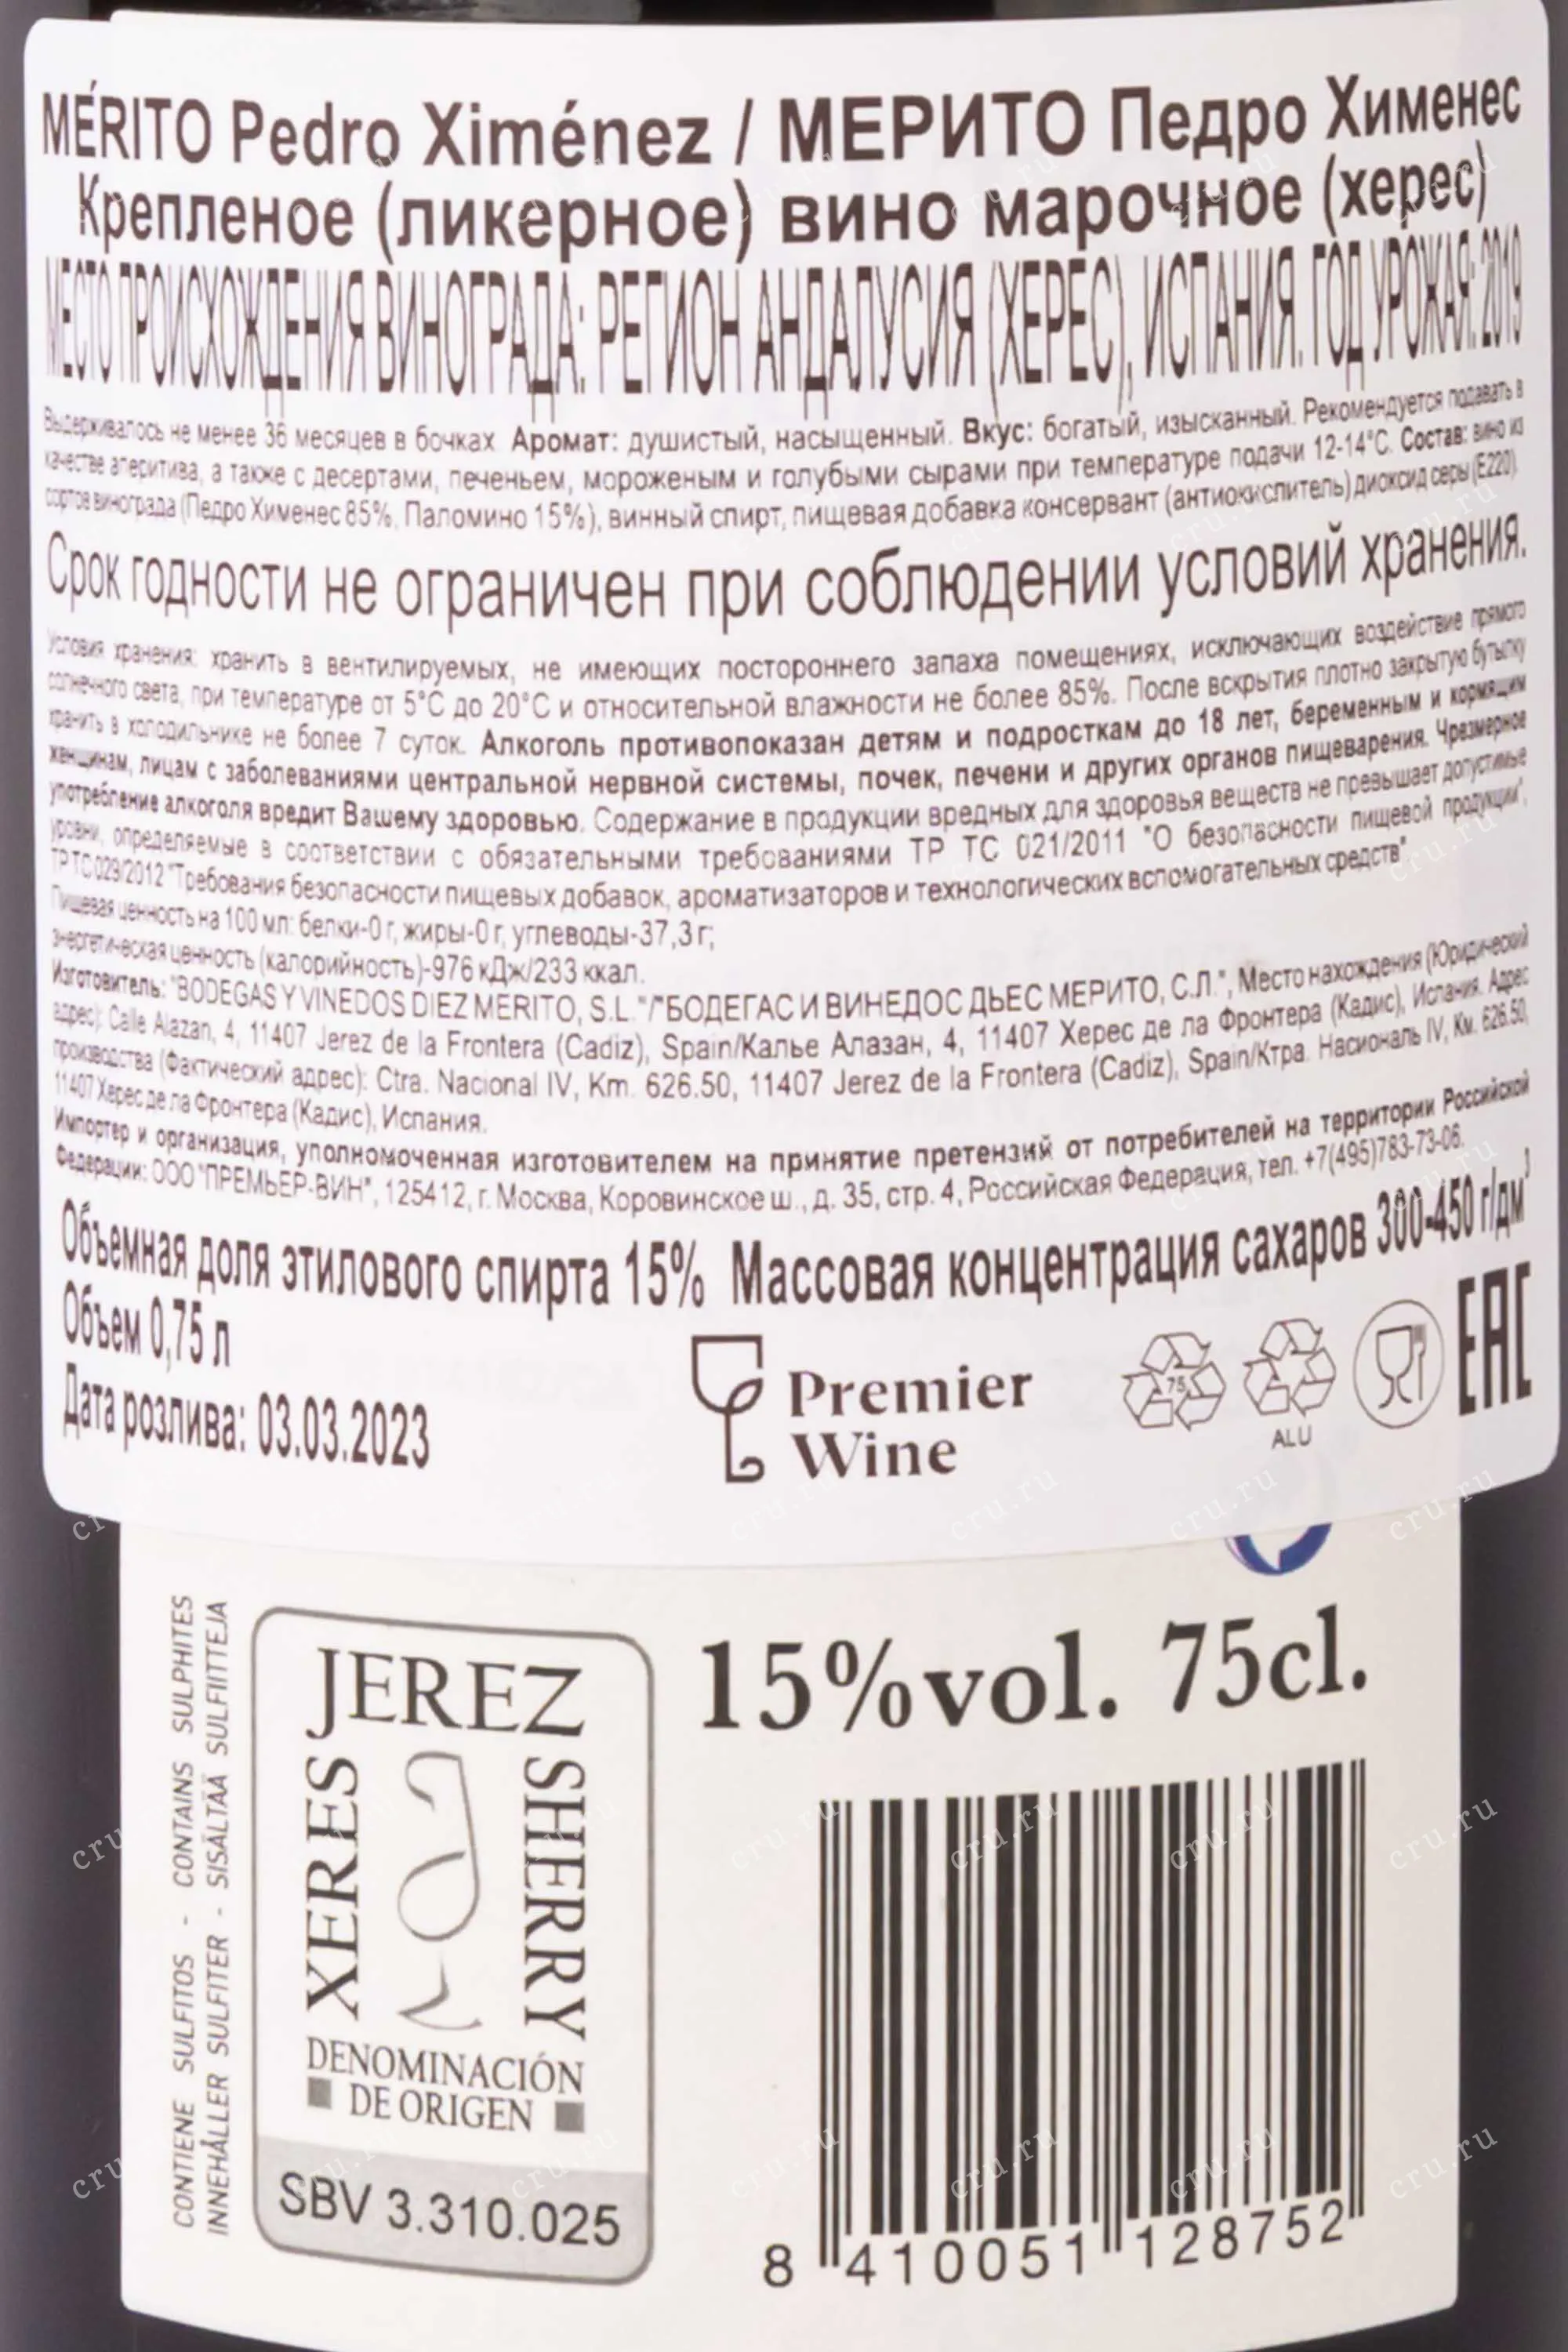 MÉRITO Pedro Ximénez / МЕРИТО Педро Хименес
Крепленое (ликерное) вино марочное (херес)
МЕСТО ПРОИСХОЖДЕНИЯ ВИНОГРАДА: РЕГИОН АНДАЛУСИЯ (ХЕРЕС), ИСПАНИЯ. ГОД УРОЖАЯ: 2019
Выдерживалось не менее 36 месяцев в бочках. Аромат: душистый, насыщенный. Вкус: богатый, изысканный. Рекомендуется подавать в
качестве аперитива, а также с десертами, печеньем, мороженым и голубыми сырами при температуре подачи 12-14°С. Состав: вино из
сортов винограда (Педро Хименес 85%, Паломино 15%), винный спирт, пищевая добавка консервант (антиокислитель) диоксид серы (Е220).
Срок годности не ограничен при соблюдении условий хранения.
Условия хранения: хранить в вентилируемых, не имеющих постороннего запаха помещениях, исключающих воздействие прямого
солнечного света, при температуре от 5°С до 20°С и относительной влажности не более 85%. После вскрытия плотно закрытую бутылку
хранить в холодильнике не более 7 суток. Алкоголь противопоказан детям и подросткам до 18 лет, беременным и кормящим
женщинам, лицам с заболеваниями центральной нервной системы, почек, печени и других органов пищеварения. Чрезмерное
употребление алкоголя вредит Вашему здоровью. Содержание в продукции вредных для здоровья веществ не превышает допустимые
уровни, определяемые в соответствии с обязательными требованиями ТР ТС 021/2011 "О безопасности пищевой продукции",
ТР ТС 029/2012 "Требования безопасности пищевых добавок, ароматизаторов и технологических вспомогательных средств"
Пищевая ценность на 100 мл: белки-0 г, жиры-0 г, углеводы-37,3 г;
энергетическая ценность (калорийность)-976 кДж/233 ккал.
Изготовитель: "BODEGAS Y VINEDOS DIEZ MERITO, S.L."/"БОДЕГАС И ВИНЕДОС ДЬЕС МЕРИТО, С.Л.", Место нахождения (Юридический
адрес): Calle Alazan, 4, 11407 Jerez de la Frontera (Cadiz), Spain/Калье Алазан, 4, 11407 Херес де ла Фронтера (Кадис), Испания. Адрес
производства (Фактический адрес): Ctra. Nacional IV, Km. 626.50, 11407 Jerez de la Frontera (Cadiz), Spain/Ктра. Насиональ IV, Км. 626.50,
11407 Херес де ла Фронтера (Кадис), Испания.
Импортер и организация, уполномоченная изготовителем на принятие претензий от потребителей на территории Российской
Федерации: ООО "ПРЕМЬЕР-ВИН", 125412, г. Москва, Коровинское ш., д. 35, стр. 4, Российская Федерация, тел. +7(495)783-73-06.
Объемная доля этилового спирта 15% Массовая концентрация сахаров 300-450 г/дм³
Объем 0,75 л
Дата розлива: 03.03.2023
Premier
Wine
75
ALU
EAC
CONTIENE SULFITOS - CONTAINS SULPHITES
INNEHÅLLER SULFITER - SISÄLTÄÄ SULFIITTEJA
JEREZ
XERES
SHERRY
DENOMINACIÓN
DE ORIGEN
SBV 3.310.025
15%vol. 75cl.
8 410051 128752
cru.ru